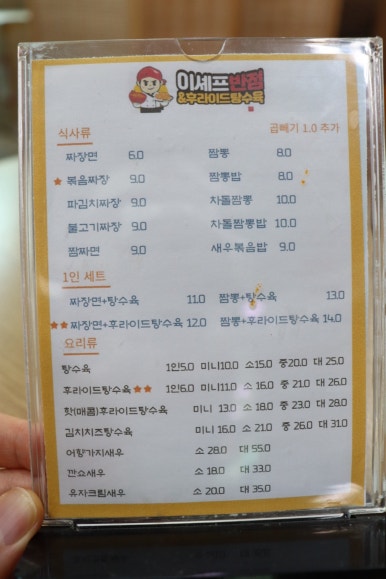 이셰프반점
&후라이드탕수육
식사류 곱빼기 1.0 추가
짜장면 6.0 짬뽕 8.0
★ 볶음짜장 9.0 짬뽕밥 8.0
파김치짜장 9.0 차돌짬뽕 10.0
불고기짜장 9.0 차돌짬뽕밥 10.0
짬짜면 9.0 새우볶음밥 9.0
1인 세트
짜장면+탕수육 11.0 짬뽕+탕수육 13.0
★★ 짜장면+후라이드탕수육 12.0 짬뽕+후라이드탕수육 14.0
요리류
탕수육 1인5.0 미니10.0 소15.0 중20.0 대 25.0
후라이드탕수육★★ 1인6.0 미니11.0 소 16.0 중 21.0 대 26.0
핫(매콤)후라이드탕수육 미니 13.0 소 18.0 중 23.0 대 28.0
김치치즈탕수육 미니 16.0 소 21.0 중 26.0 대 31.0
어향가지새우 소 28.0 대 55.0
깐쇼새우 소 18.0 대 33.0
유자크림새우 소 20.0 대 35.0